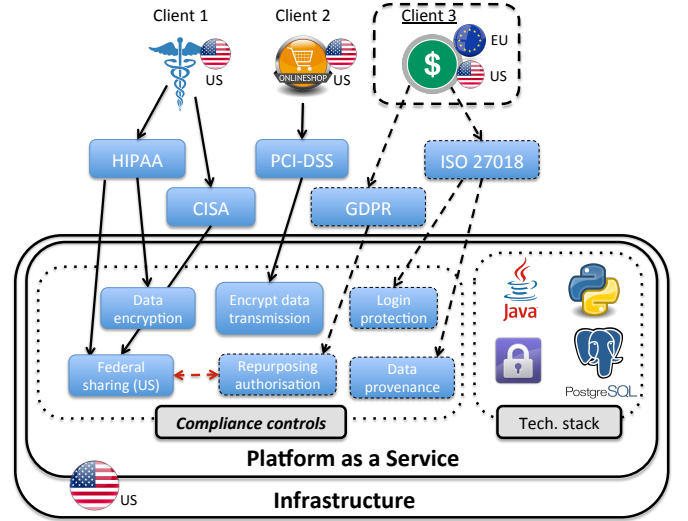 Client 1
Client 2
Client 3
US
ONLINESHOP
US
$
EU
US
HIPAA
PCI-DSS
ISO 27018
CISA
GDPR
Data
encryption
Encrypt data
transmission
Login
protection
Java
Federal
sharing (US)
Repurposing
authorisation
Data
provenance
PostgreSQL
Compliance controls
Tech. stack
Platform as a Service
US
Infrastructure